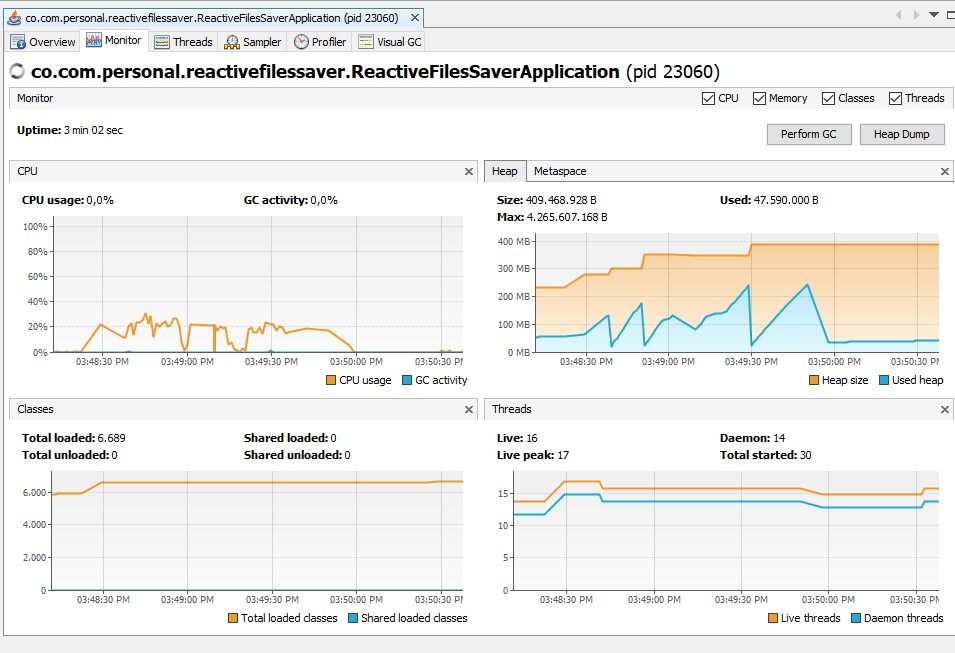 co.com.personal.reactivefilessaver.ReactiveFilesSaverApplication (pid 23060)
Overview Monitor Threads Sampler Profiler Visual GC
co.com.personal.reactivefilessaver.ReactiveFilesSaverApplication (pid 23060)
Monitor CPU Memory Classes Threads
Uptime: 3 min 02 sec
Perform GC Heap Dump
CPU
CPU usage: 0,0% GC activity: 0,0%
100%
80%
60%
40%
20%
0%
03:48:30 PM 03:49:00 PM 03:49:30 PM 03:50:00 PM 03:50:30 PM
CPU usage GC activity
Heap Metaspace
Size: 409.468.928 B Used: 47.590.000 B
Max: 4.265.607.168 B
400 MB
300 MB
200 MB
100 MB
0 MB
03:48:30 PM 03:49:00 PM 03:49:30 PM 03:50:00 PM 03:50:30 PM
Heap size Used heap
Classes
Total loaded: 6.689 Shared loaded: 0
Total unloaded: 0 Shared unloaded: 0
6.000
4.000
2.000
0
03:48:30 PM 03:49:00 PM 03:49:30 PM 03:50:00 PM 03:50:30 PM
Total loaded classes Shared loaded classes
Threads
Live: 16 Daemon: 14
Live peak: 17 Total started: 30
15
10
5
0
03:48:30 PM 03:49:00 PM 03:49:30 PM 03:50:00 PM 03:50:30 PM
Live threads Daemon threads